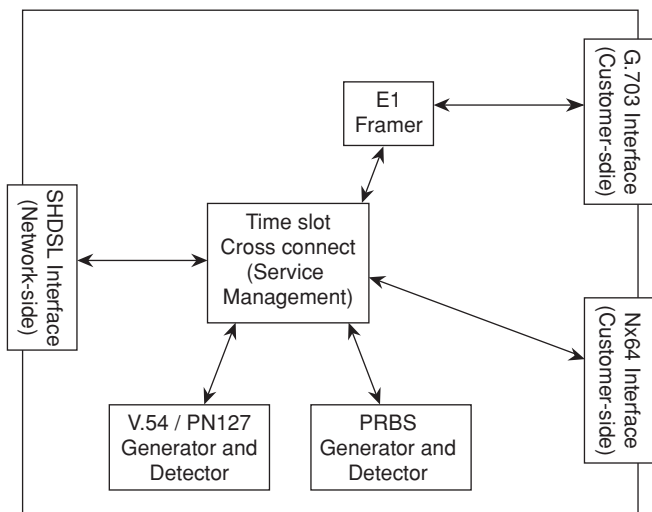 E1
Framer
G.703 Interface
(Customer-sdie)
SHDSL Interface
(Network-side)
Time slot
Cross connect
(Service
Management)
Nx64 Interface
(Customer-side)
V.54 / PN127
Generator and
Detector
PRBS
Generator and
Detector